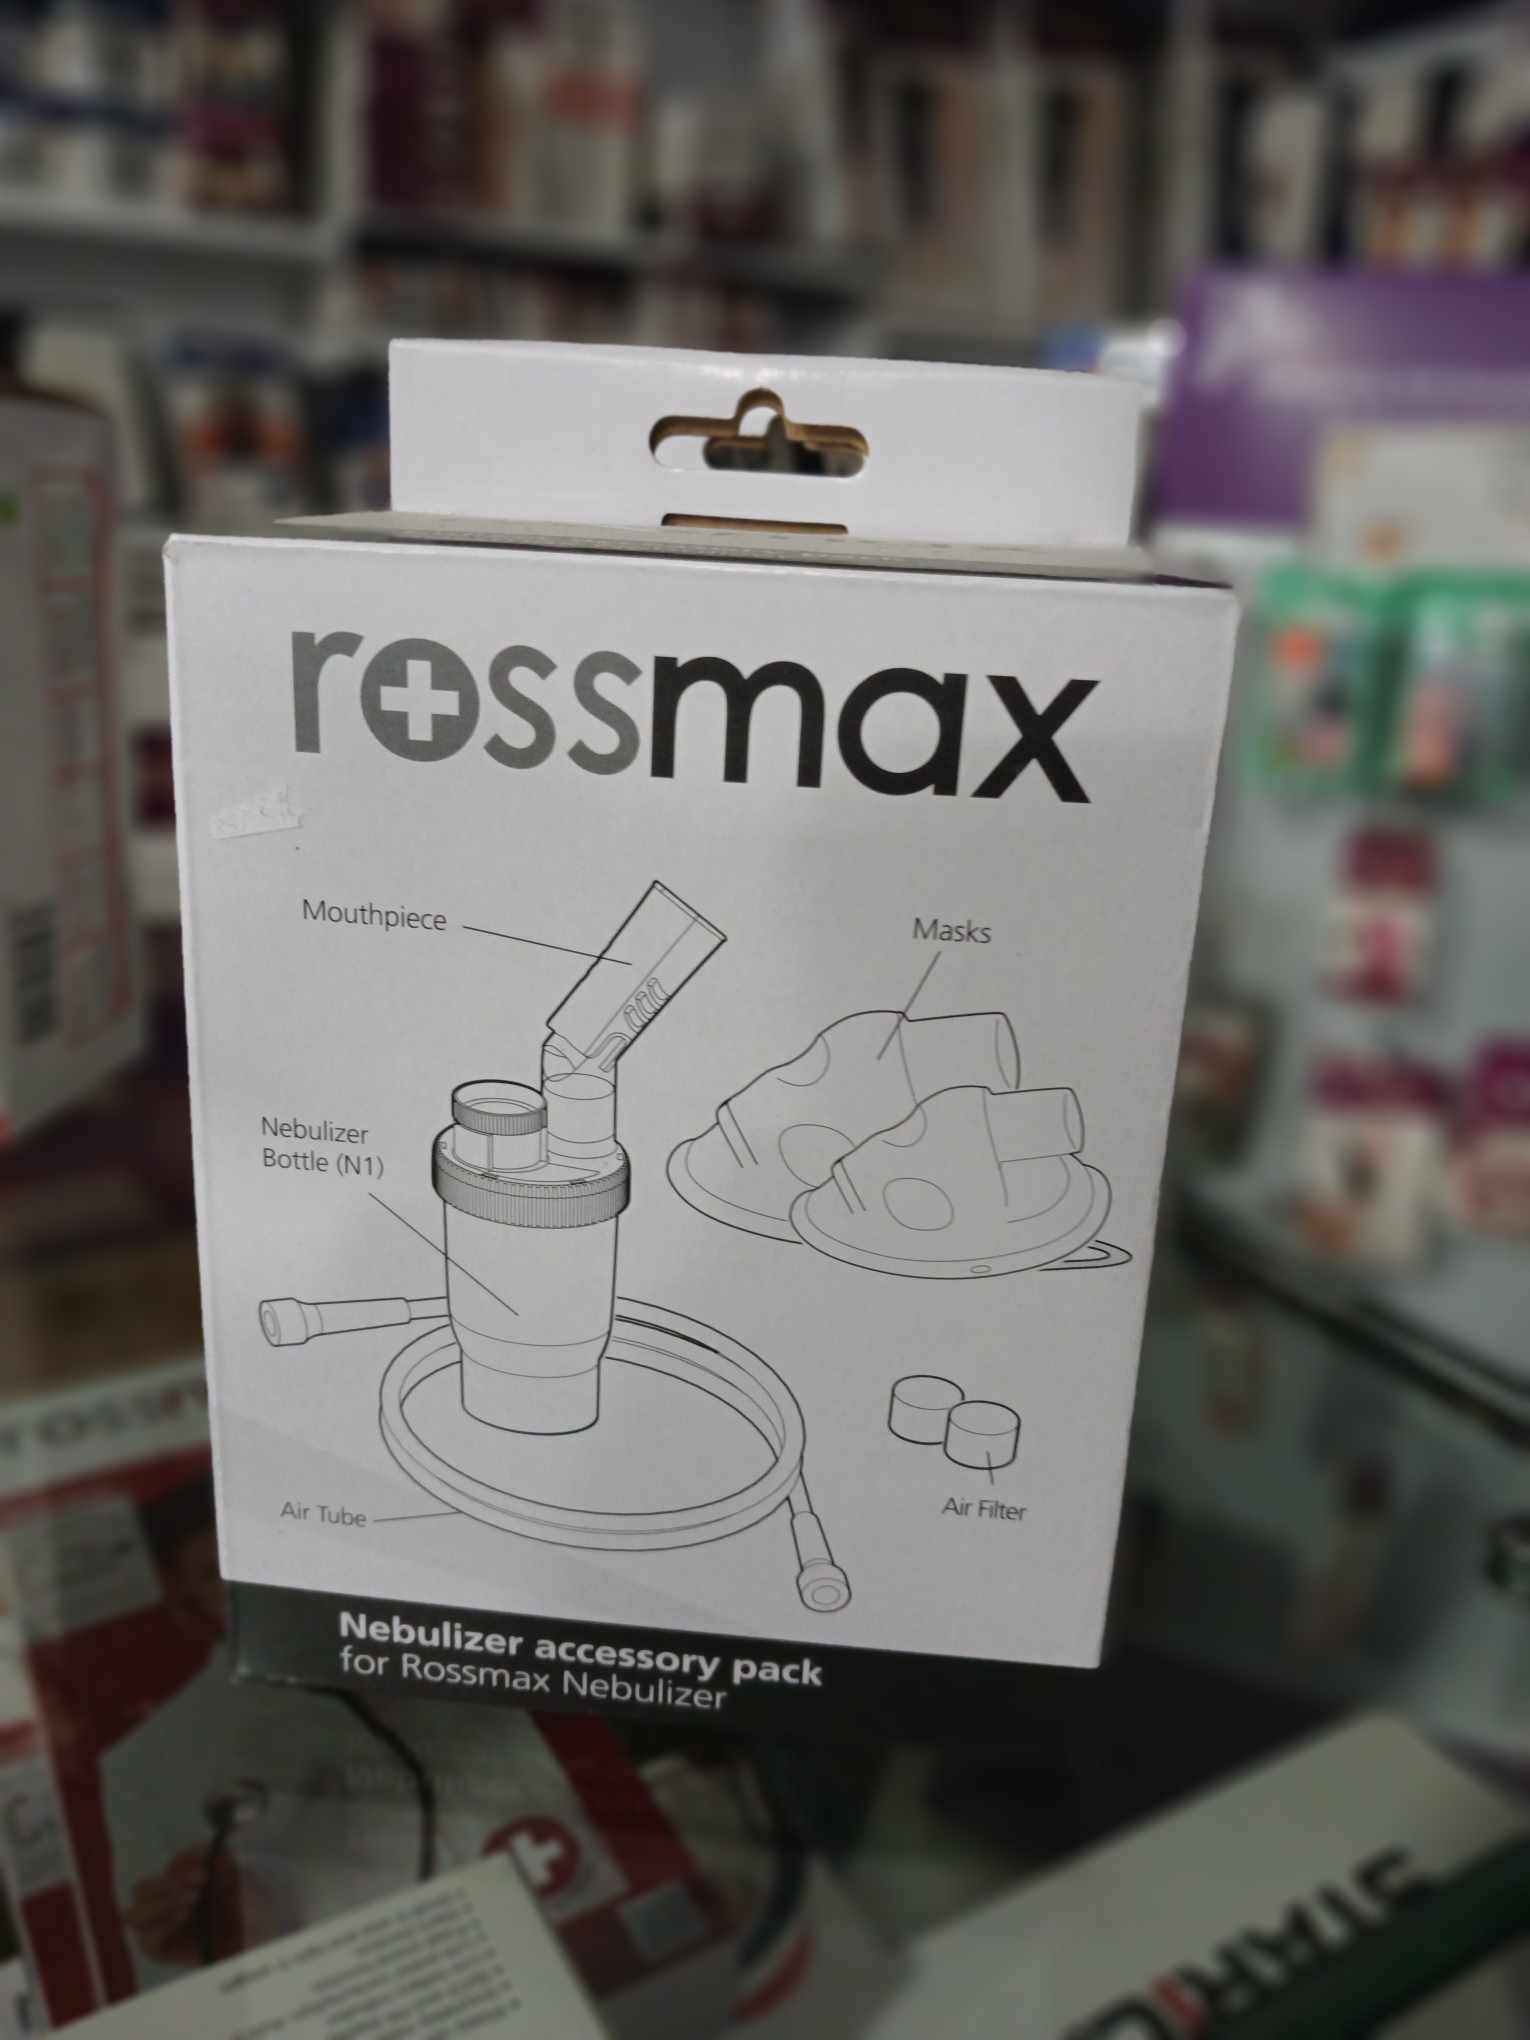 rossmax
Mouthpiece
Masks
Nebulizer
Bottle (N1)
Air Tube
Air Filter
Nebulizer accessory pack
for Rossmax Nebulizer